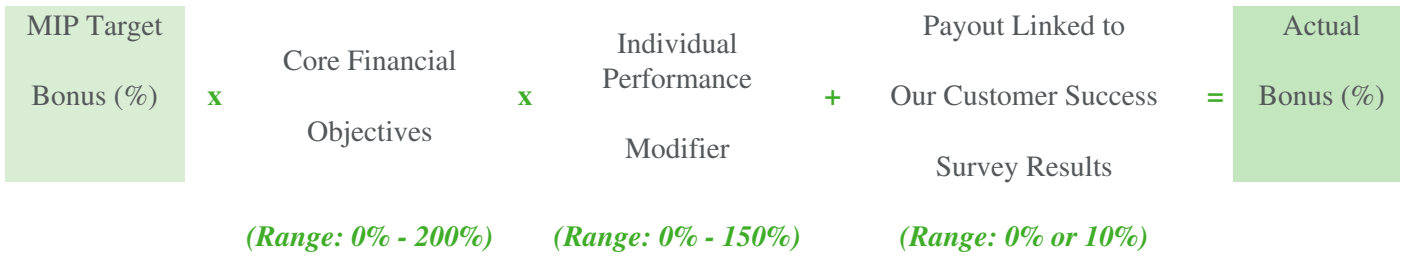 MIP Target
Bonus (%)
x
Core Financial
Objectives
(Range: 0% - 200%)
x
Individual
Performance
Modifier
(Range: 0% - 150%)
+
Payout Linked to
Our Customer Success
Survey Results
(Range: 0% or 10%)
=
Actual
Bonus (%)